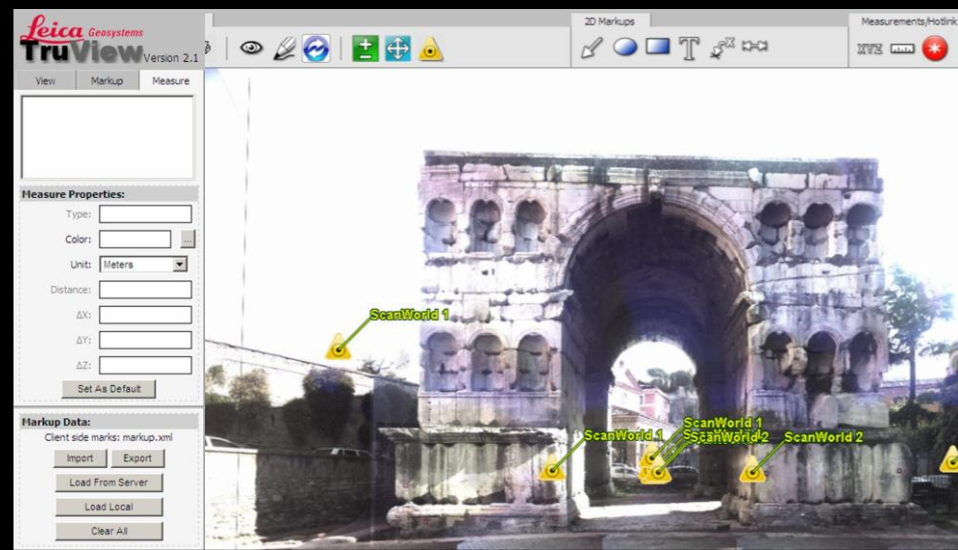 Leica Geosystems
TruView Version 2.1
2D Markups
Measurements/Hotlink
T
XYZ
View Markup Measure
Measure Properties:
Type:
Color: ...
Unit: Meters
Distance:
ΔX:
ΔY:
ΔZ:
Set As Default
Markup Data:
Client side marks: markup.xml
Import Export
Load From Server
Load Local
Clear All
ScanWorld 1
ScanWorld 1
ScanWorld 1
ScanWorld 2
ScanWorld 2